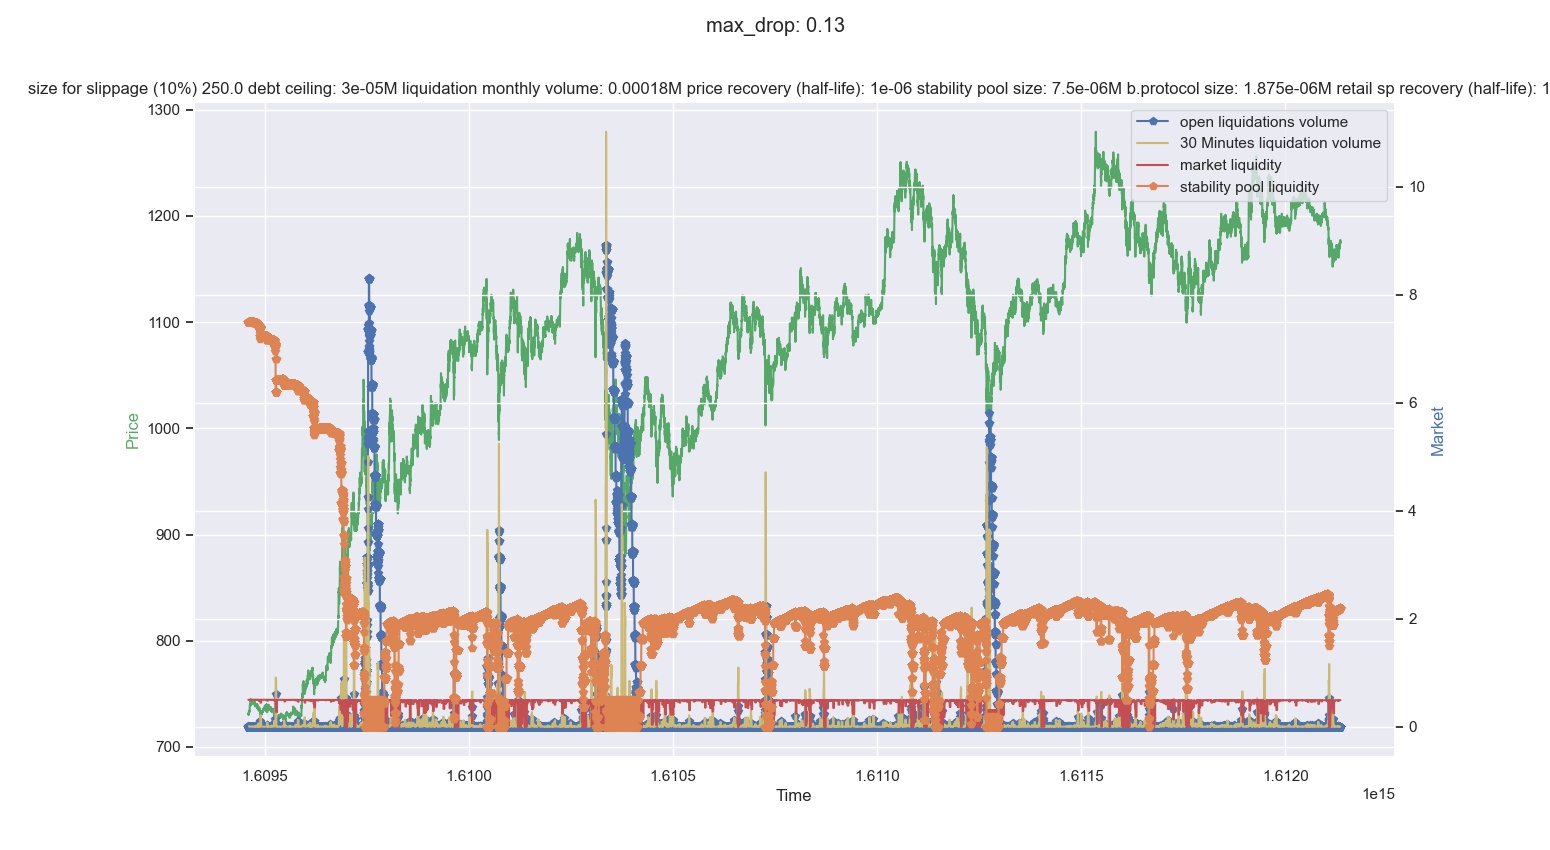 max_drop: 0.13
size for slippage (10%) 250.0 debt ceiling: 3e-05M liquidation monthly volume: 0.00018M price recovery (half-life): 1e-06 stability pool size: 7.5e-06M b.protocol size: 1.875e-06M retail sp recovery (half-life): 1
open liquidations volume
30 Minutes liquidation volume
market liquidity
stability pool liquidity
1300
1200
1100
1000
900
800
700
Price
10
8
6
4
2
0
Market
1.6095 1.6100 1.6105 1.6110 1.6115 1.6120
Time
1e15